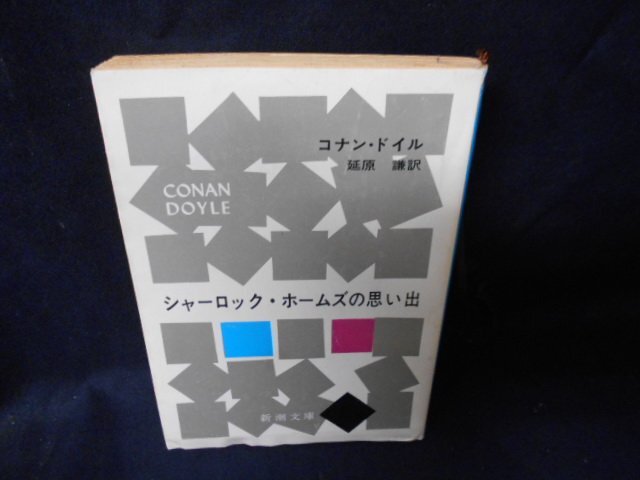 コナン・ドイル
延原 謙訳
CONAN
DOYLE
シャーロック・ホームズの思い出
新潮文庫